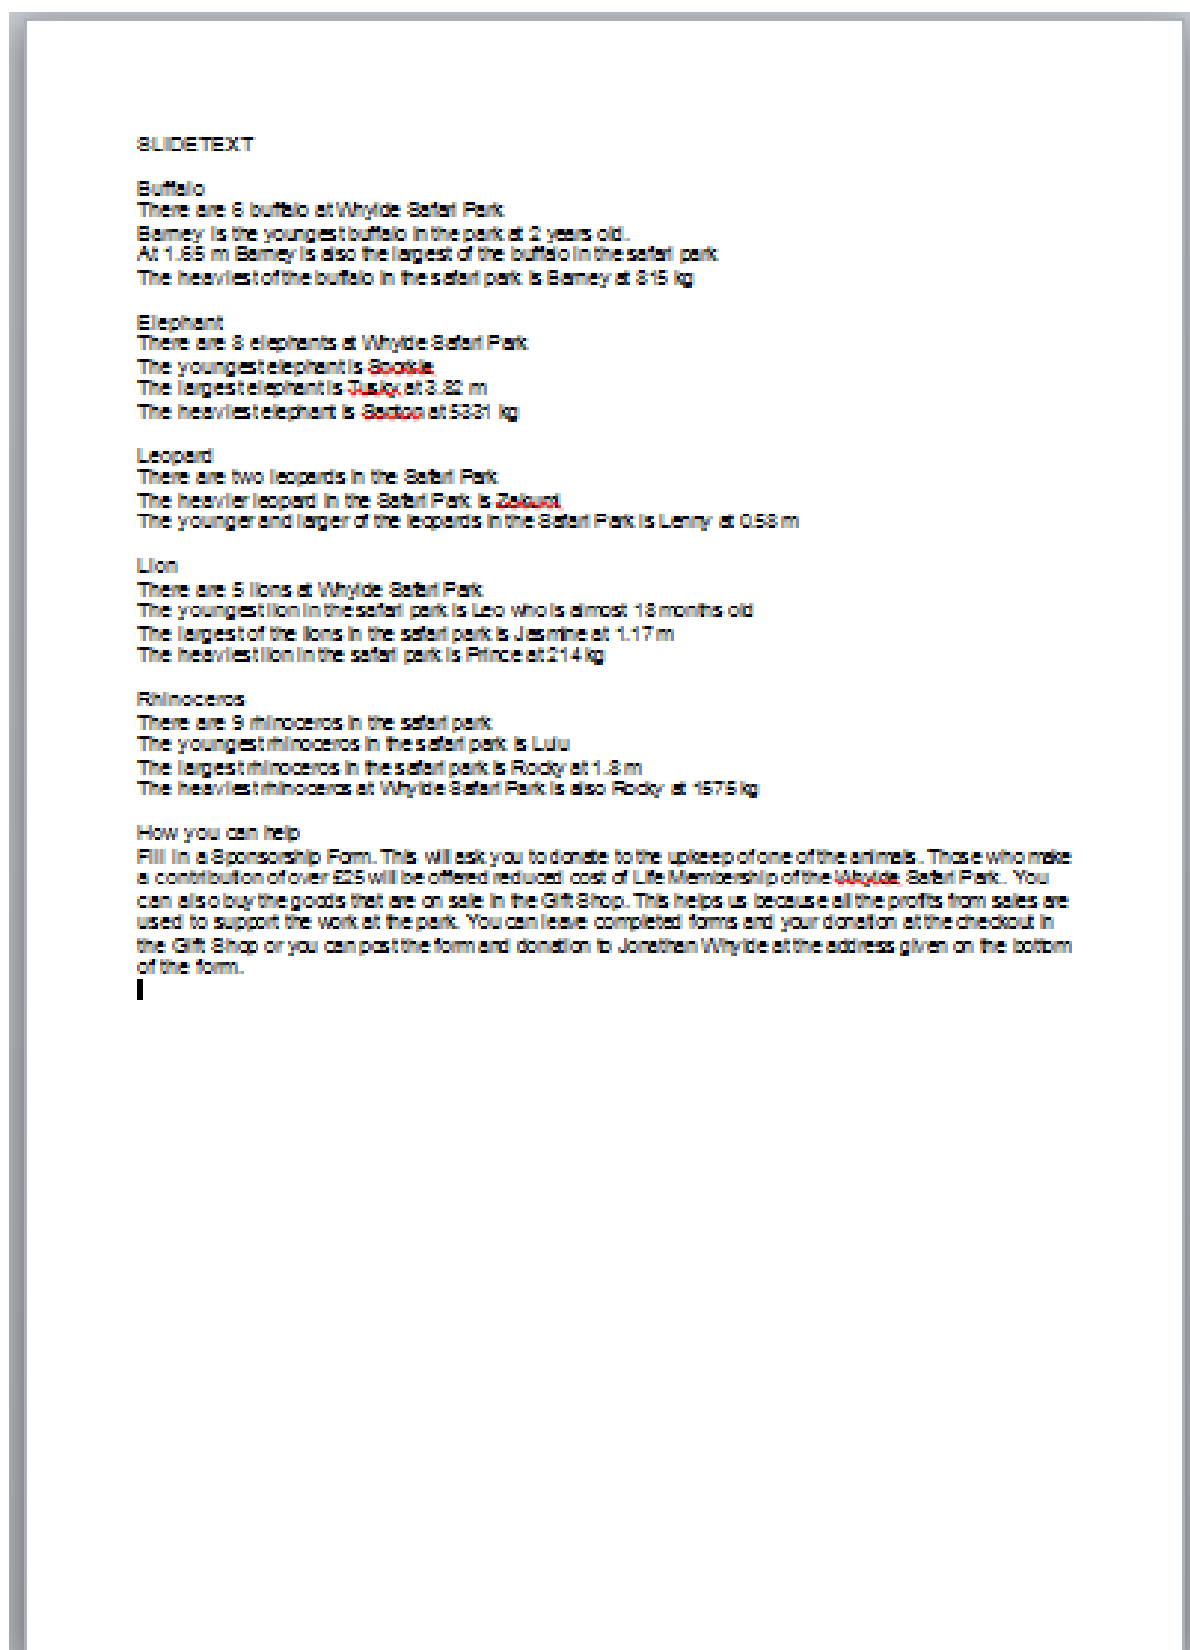 SLIDETEXT
Buffalo
There are 6 buffalo at Whylde Safari Park
Barney is the youngest buffalo in the park at 2 years old.
At 1.65 m Barney is also the largest of the buffalo in the safari park
The heaviest of the buffalo in the safari park is Barney at 815 kg
Elephant
There are 8 elephants at Whylde Safari Park
The youngest elephant is
The largest elephant is at 3.82 m
The heaviest elephant is at 5331 kg
Leopard
There are two leopards in the Safari Park
The heavier leopard in the Safari Park is
The younger and larger of the leopards in the Safari Park is Lenny at 0.58 m
Lion
There are 5 lions at Whylde Safari Park
The youngest lion in the safari park is Leo who is almost 18 months old
The largest of the lions in the safari park is Jasmine at 1.17 m
The heaviest lion in the safari park is Prince at 214 kg
Rhinoceros
There are 9 rhinoceros in the safari park
The youngest rhinoceros in the safari park is Lulu
The largest rhinoceros in the safari park is Rocky at 1.8 m
The heaviest rhinoceros at Whylde Safari Park is also Rocky at 1575 kg
How you can help
Fill in a Sponsorship Form. This will ask you to donate to the upkeep of one of the animals. Those who make
a contribution of over £25 will be offered reduced cost of Life Membership of the Whylde Safari Park. You
can also buy the goods that are on sale in the Gift Shop. This helps us because all the profits from sales are
used to support the work at the park. You can leave completed forms and your donation at the checkout in
the Gift Shop or you can post the form and donation to Jonathan Whylde at the address given on the bottom
of the form.